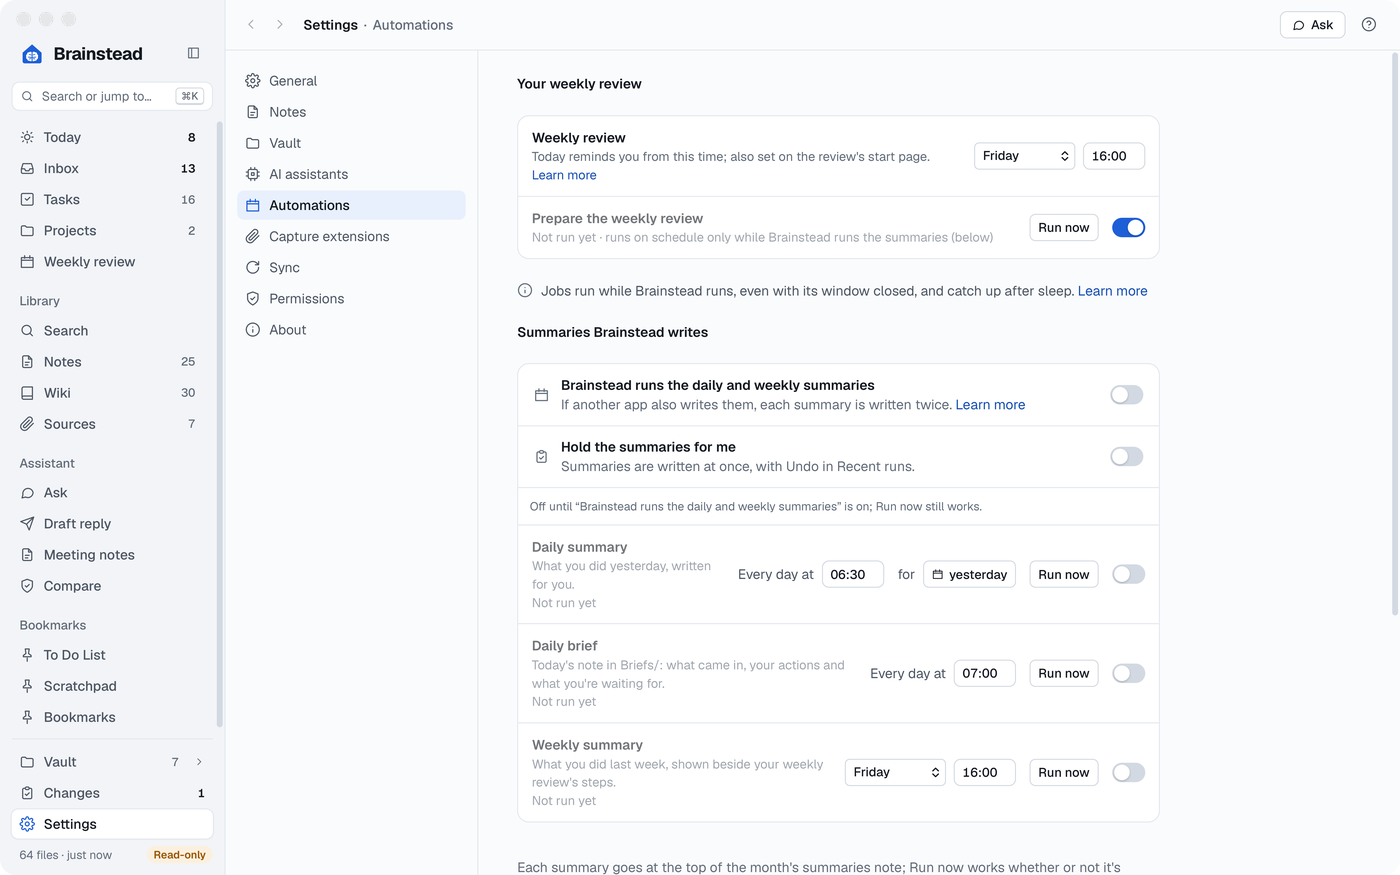 Brainstead
Search or jump to... ⌘K
Today 8
Inbox 13
Tasks 16
Projects 2
Weekly review
Library
Search
Notes 25
Wiki 30
Sources 7
Assistant
Ask
Draft reply
Meeting notes
Compare
Bookmarks
To Do List
Scratchpad
Bookmarks
Vault 7
Changes 1
Settings
64 files · just now Read-only
Settings · Automations
Ask
General
Notes
Vault
AI assistants
Automations
Capture extensions
Sync
Permissions
About
Your weekly review
Weekly review
Today reminds you from this time; also set on the review's start page.
Learn more
Friday 16:00
Prepare the weekly review
Not run yet · runs on schedule only while Brainstead runs the summaries (below)
Run now
Jobs run while Brainstead runs, even with its window closed, and catch up after sleep. Learn more
Summaries Brainstead writes
Brainstead runs the daily and weekly summaries
If another app also writes them, each summary is written twice. Learn more
Hold the summaries for me
Summaries are written at once, with Undo in Recent runs.
Off until “Brainstead runs the daily and weekly summaries” is on; Run now still works.
Daily summary
What you did yesterday, written
for you.
Not run yet
Every day at 06:30 for yesterday Run now
Daily brief
Today's note in Briefs/: what came in, your actions and
what you're waiting for.
Not run yet
Every day at 07:00 Run now
Weekly summary
What you did last week, shown beside your weekly
review's steps.
Not run yet
Friday 16:00 Run now
Each summary goes at the top of the month's summaries note; Run now works whether or not it's